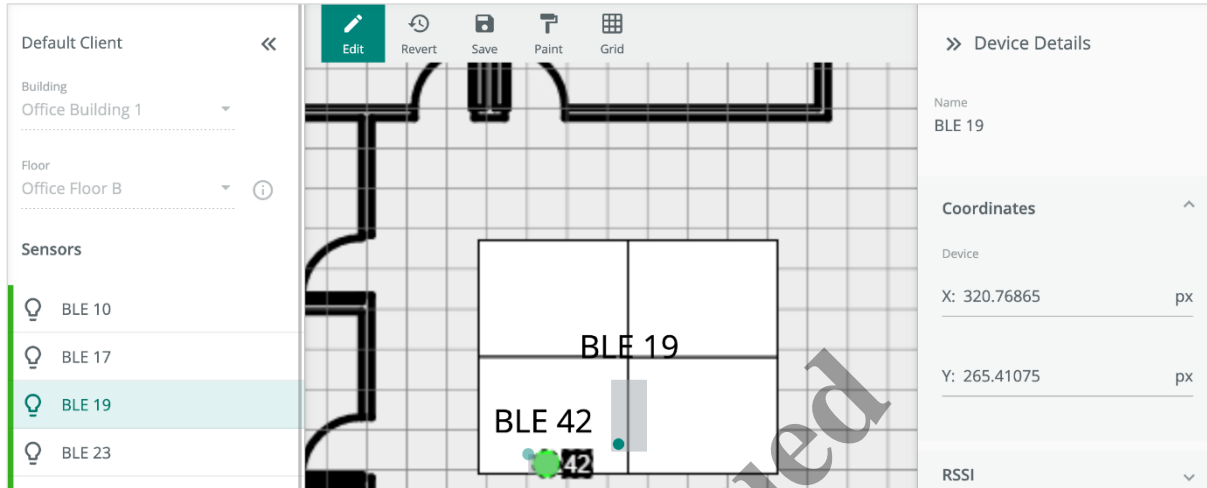 Default Client
Building
Office Building 1
Floor
Office Floor B
Sensors
BLE 10
BLE 17
BLE 19
BLE 23
Edit
Revert
Save
Paint
Grid
BLE 19
BLE 42
42
Device Details
Name
BLE 19
Coordinates
Device
X: 320.76865 px
Y: 265.41075 px
RSSI